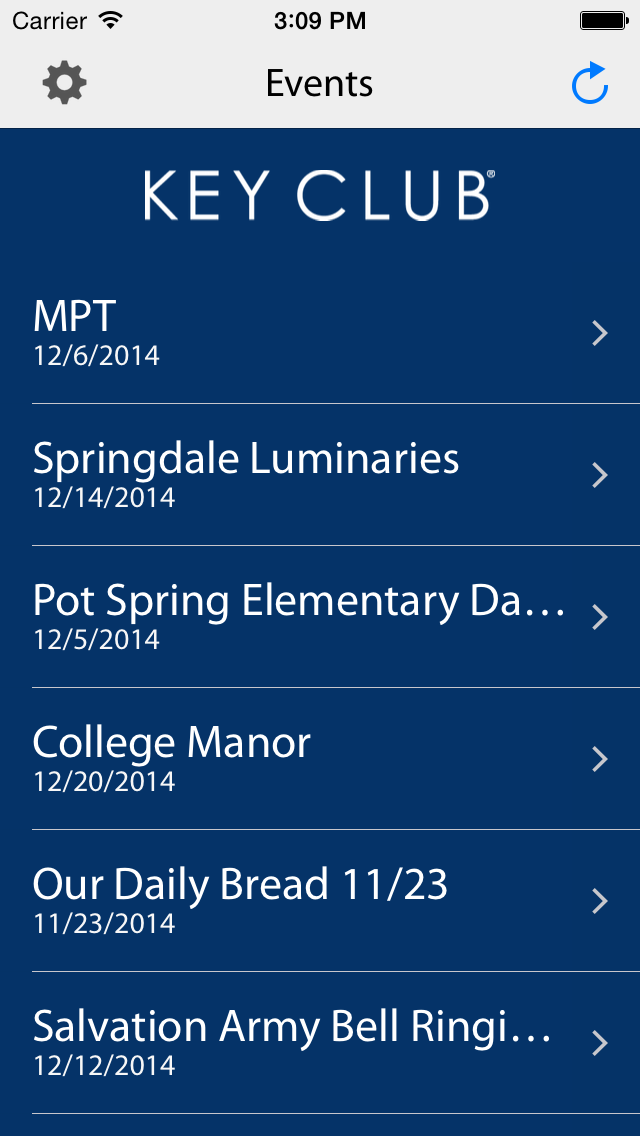 Carrier 3:09 PM
Events
KEY CLUB®
MPT
12/6/2014
Springdale Luminaries
12/14/2014
Pot Spring Elementary Da…
12/5/2014
College Manor
12/20/2014
Our Daily Bread 11/23
11/23/2014
Salvation Army Bell Ringi…
12/12/2014